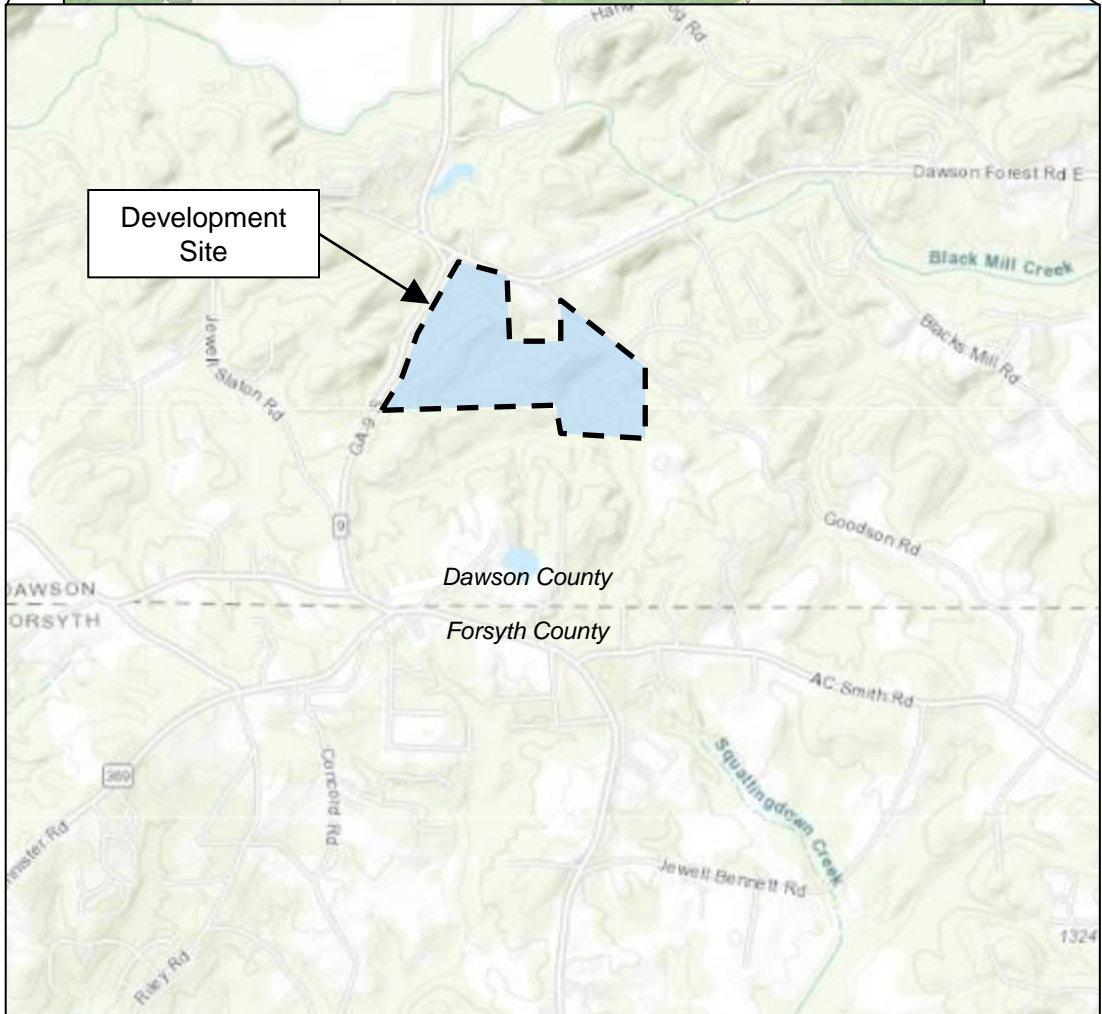 Dawson Forest Rd E
Development
Site
Black Mill Creek
Jewell Slaton Rd
Blacks Mill Rd
GA-9 S
9
Goodson Rd
Dawson County
DAWSON
ORSYTH
Forsyth County
AC Smith Rd
Squattingdown Creek
369
Concord Rd
nnister Rd
Jewell Bennett Rd
1324
Riley Rd